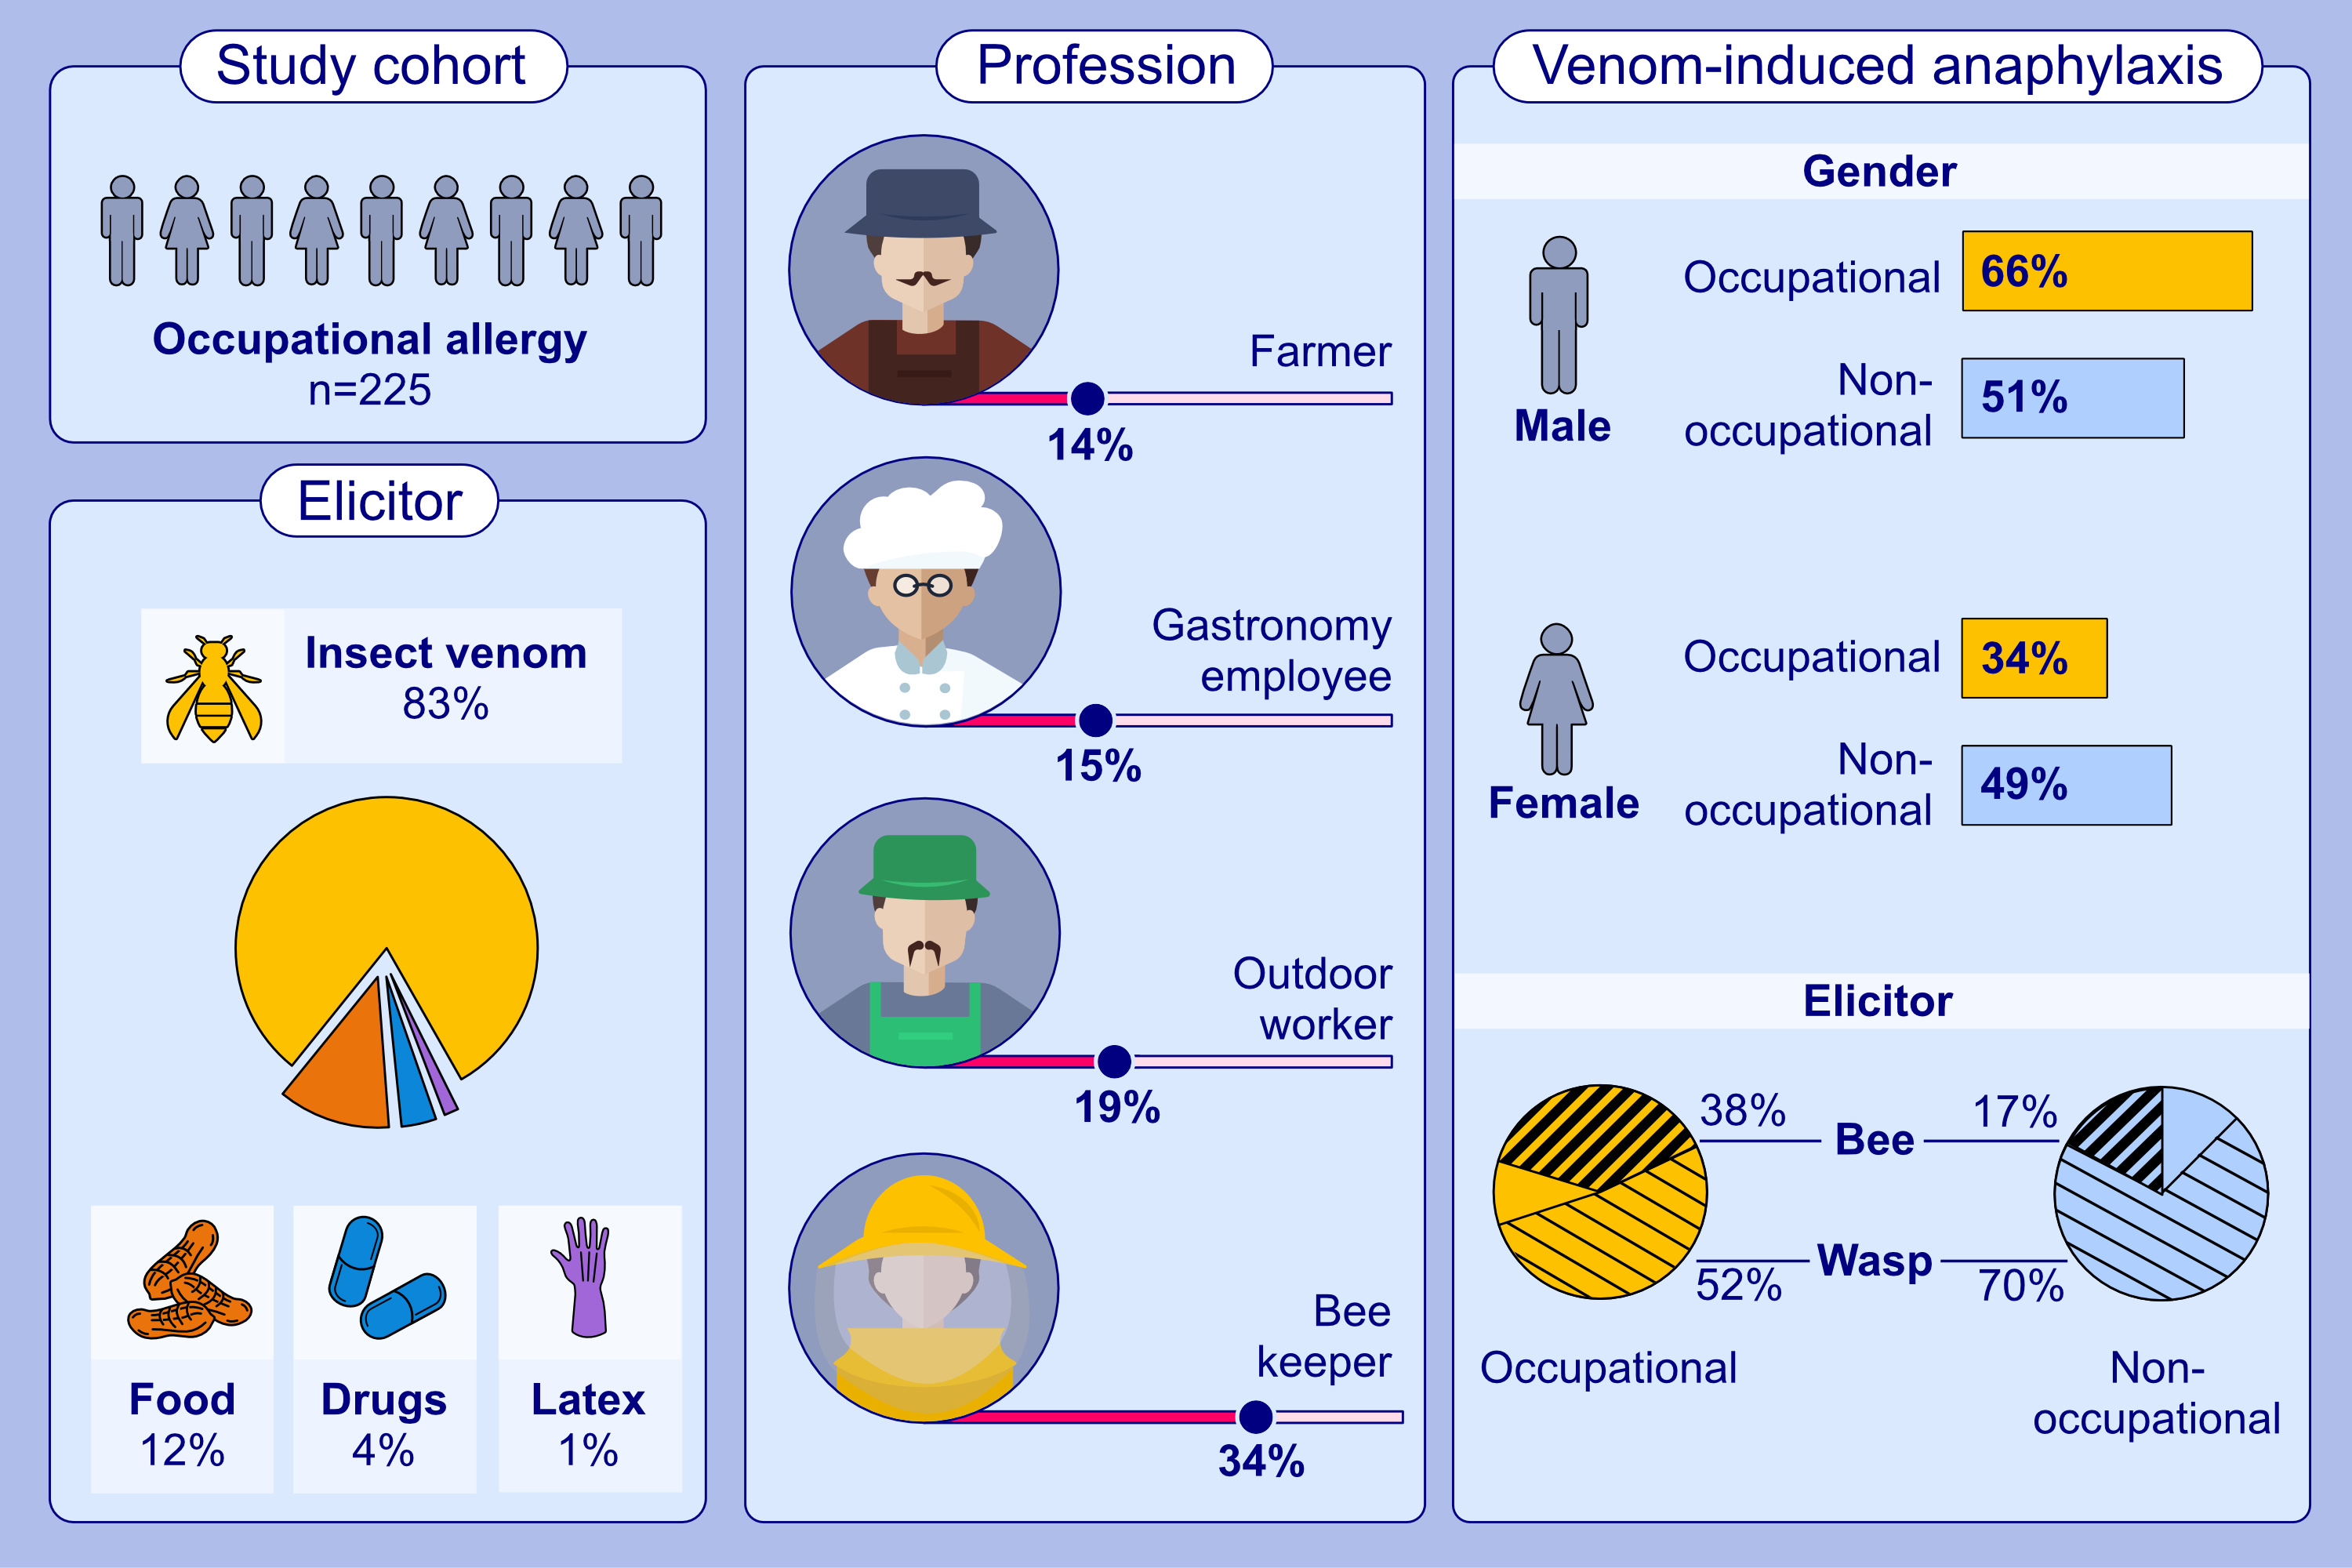 Study cohort
Occupational allergy
n=225
Elicitor
Insect venom
83%
Food
12%
Drugs
4%
Latex
1%
Profession
Farmer
14%
Gastronomy
employee
15%
Outdoor
worker
19%
Bee
keeper
34%
Venom-induced anaphylaxis
Gender
Male
Occupational
66%
Non-
occupational
51%
Female
Occupational
34%
Non-
occupational
49%
Elicitor
38% Bee 17%
52% Wasp 70%
Occupational
Non-
occupational